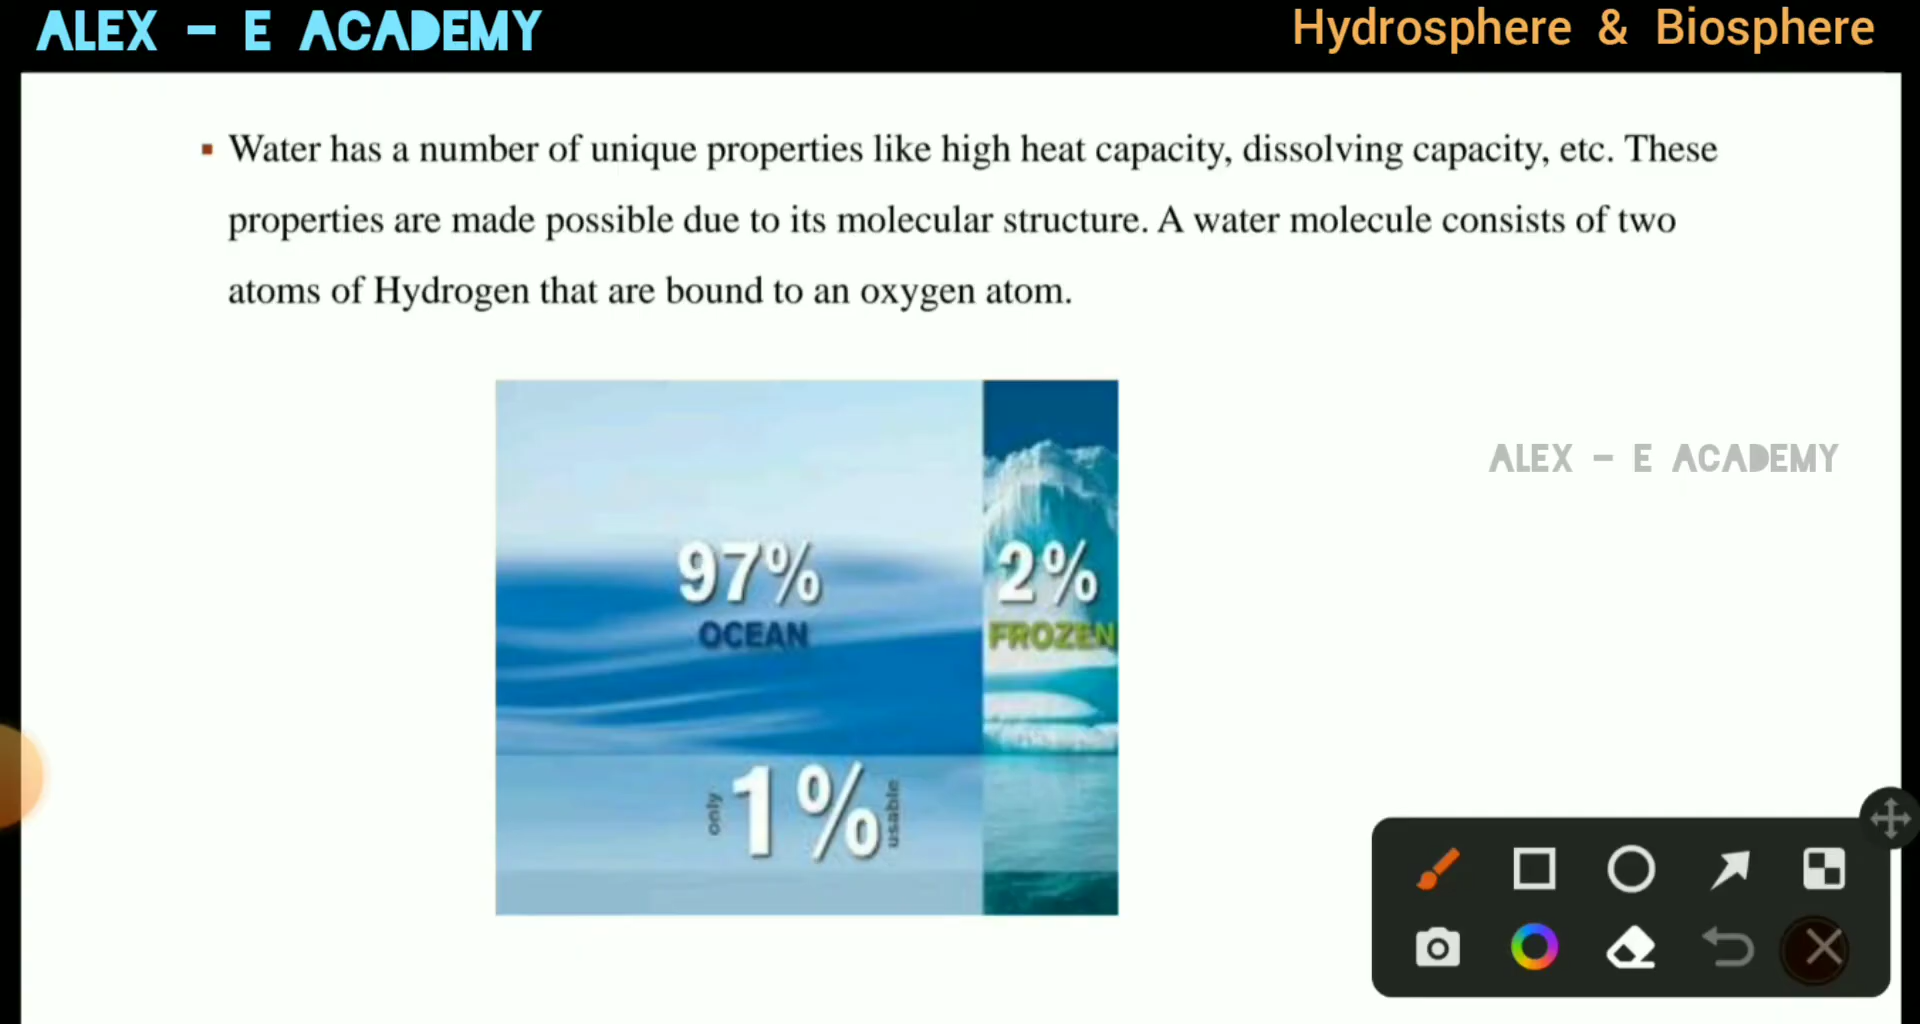 ALEX - E ACADEMY
Hydrosphere & Biosphere
▪ Water has a number of unique properties like high heat capacity, dissolving capacity, etc. These
properties are made possible due to its molecular structure. A water molecule consists of two
atoms of Hydrogen that are bound to an oxygen atom.
ALEX - E ACADEMY
97%
OCEAN
2%
FROZEN
only 1% usable